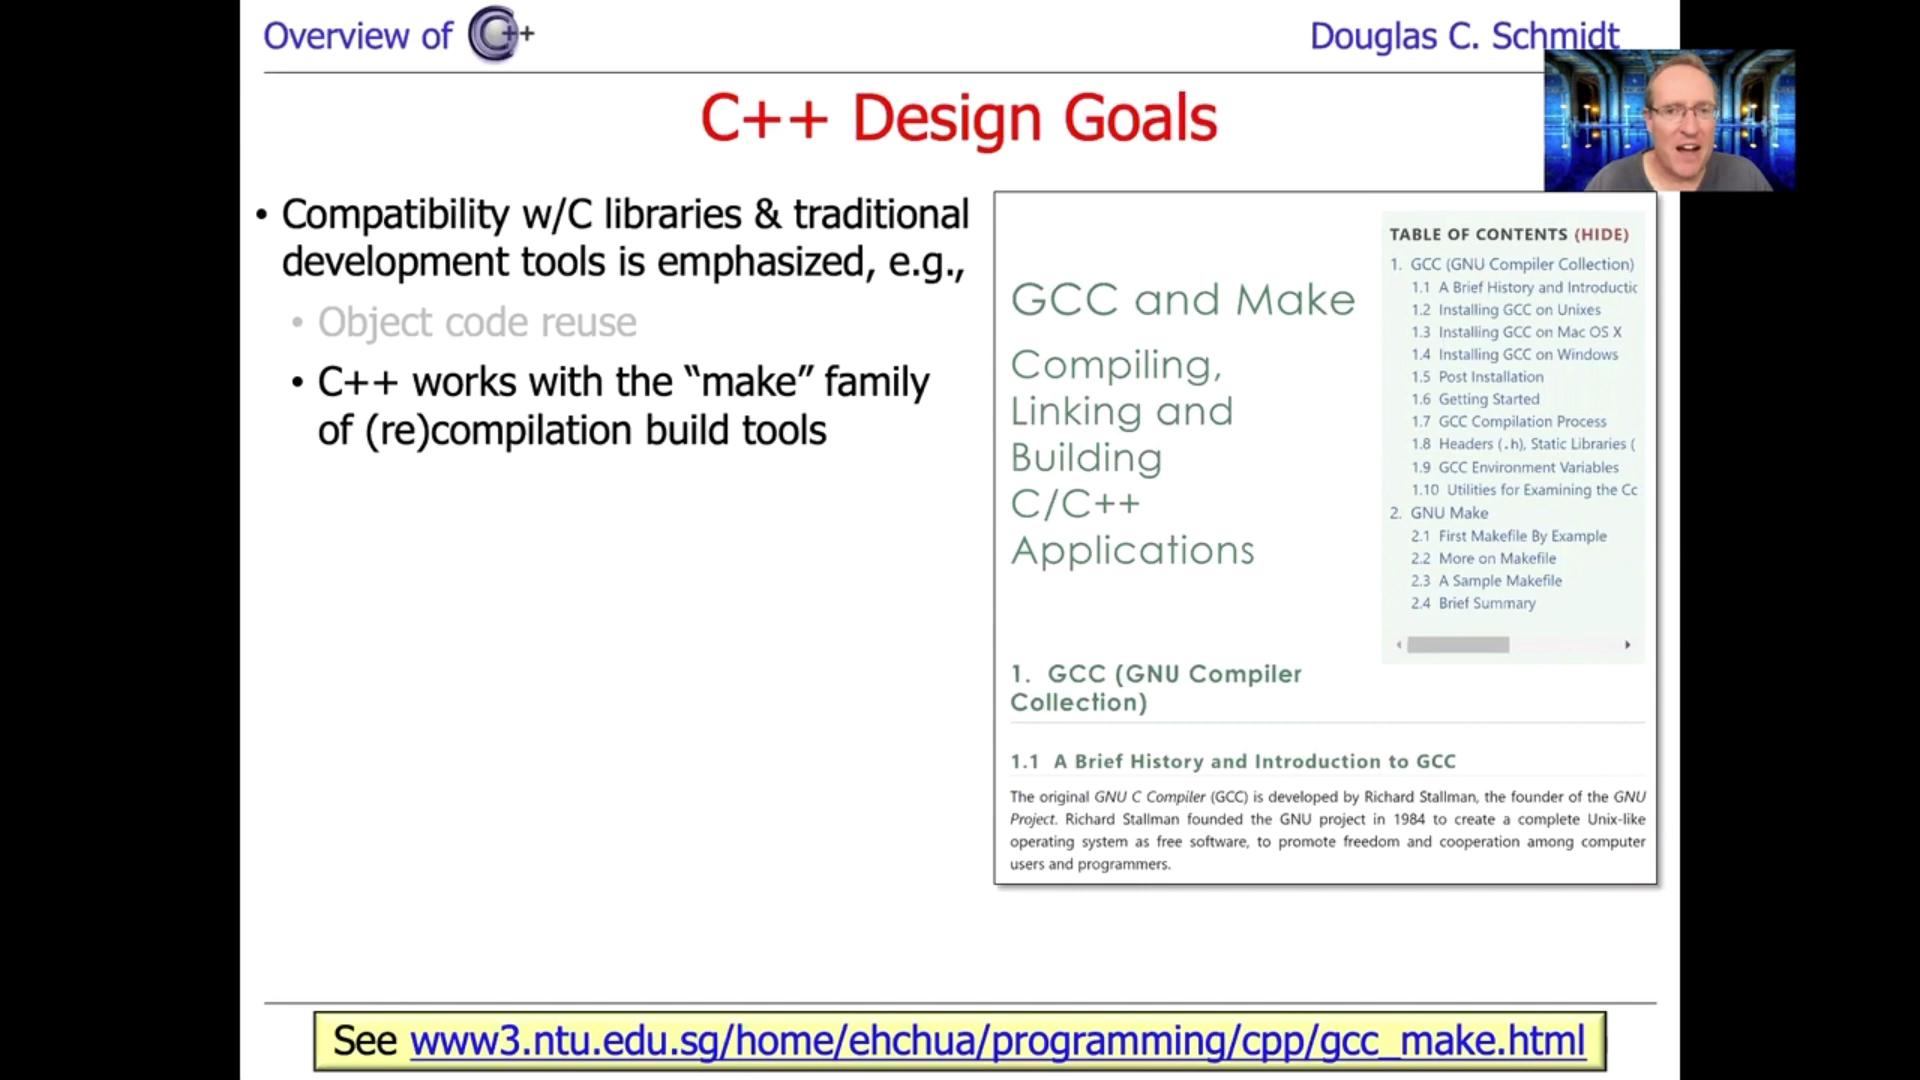 Overview of C++
Douglas C. Schmidt
C++ Design Goals
• Compatibility w/C libraries & traditional
development tools is emphasized, e.g.,
• Object code reuse
• C++ works with the “make” family
of (re)compilation build tools
GCC and Make
Compiling,
Linking and
Building
C/C++
Applications
TABLE OF CONTENTS (HIDE)
1. GCC (GNU Compiler Collection)
1.1 A Brief History and Introductic
1.2 Installing GCC on Unixes
1.3 Installing GCC on Mac OS X
1.4 Installing GCC on Windows
1.5 Post Installation
1.6 Getting Started
1.7 GCC Compilation Process
1.8 Headers (.h), Static Libraries (
1.9 GCC Environment Variables
1.10 Utilities for Examining the Cc
2. GNU Make
2.1 First Makefile By Example
2.2 More on Makefile
2.3 A Sample Makefile
2.4 Brief Summary
1. GCC (GNU Compiler
Collection)
1.1 A Brief History and Introduction to GCC
The original GNU C Compiler (GCC) is developed by Richard Stallman, the founder of the GNU
Project. Richard Stallman founded the GNU project in 1984 to create a complete Unix-like
operating system as free software, to promote freedom and cooperation among computer
users and programmers.
See www3.ntu.edu.sg/home/ehchua/programming/cpp/gcc_make.html